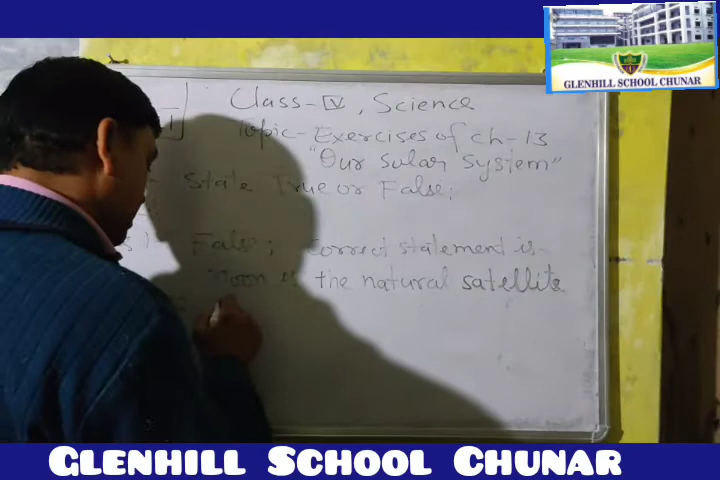 GLENHILL SCHOOL CHUNAR
Class-IV, Science
Topic-Exercises of ch-13
"Our Solar System"
State True or False:
False; Correct statement is-
Moon is the natural satellite
GLENHILL SCHOOL CHUNAR